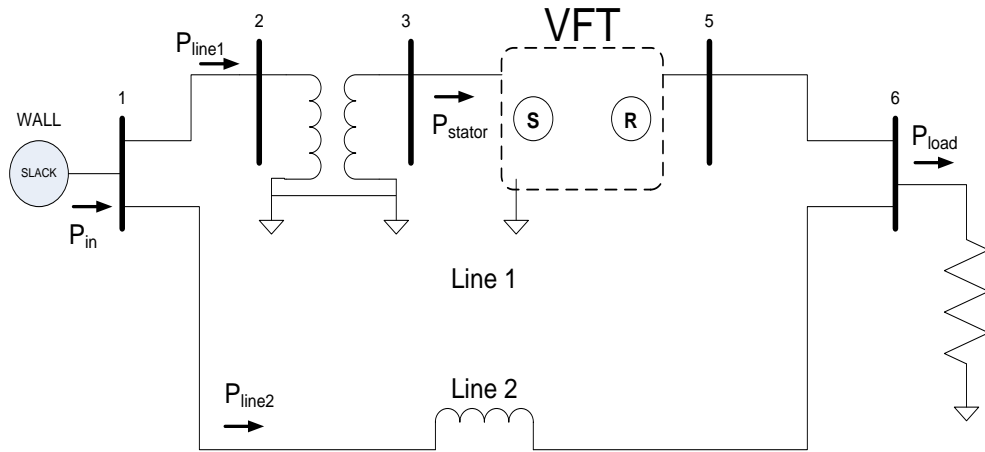 VFT
2
3
5
P_line1
1
6
WALL
S
R
P_stator
P_load
SLACK
P_in
Line 1
Line 2
P_line2